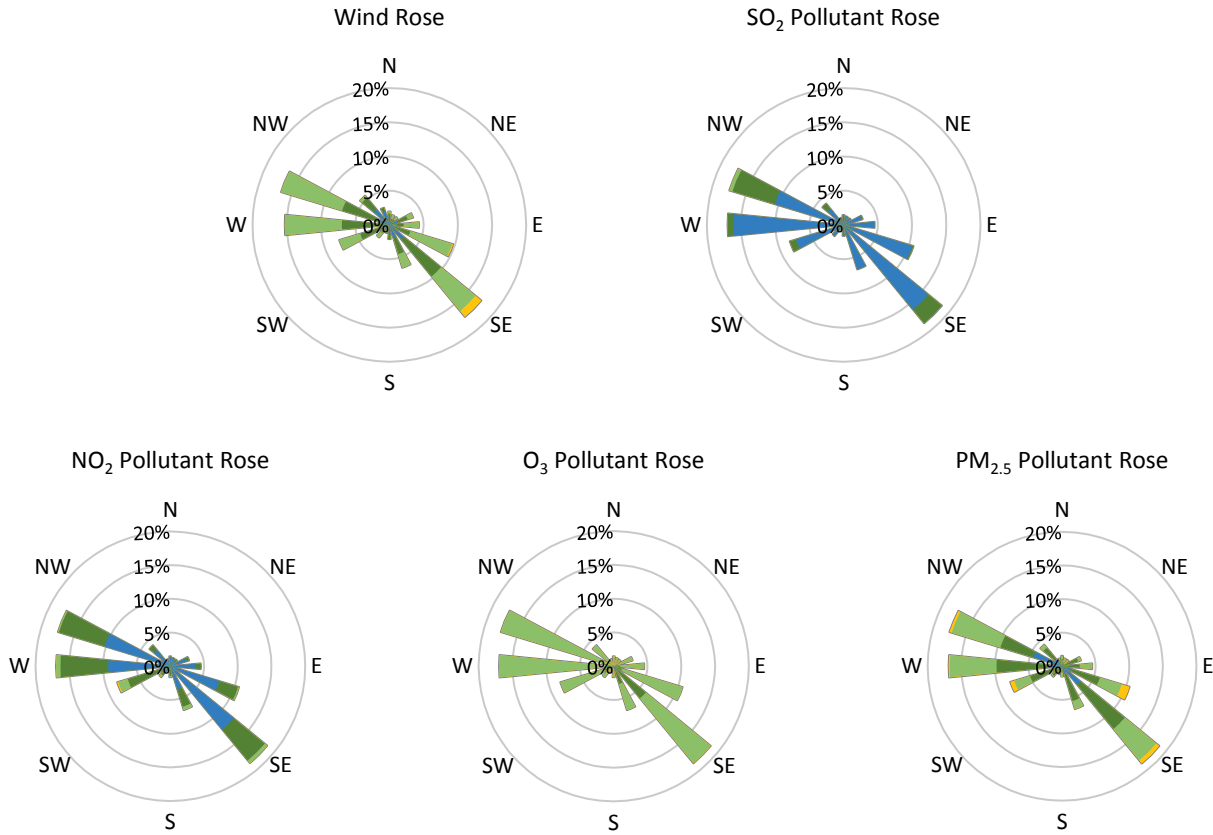 Wind Rose
N
NE
E
SE
S
SW
W
NW
20%
15%
10%
5%
0%
SO₂ Pollutant Rose
N
NE
E
SE
S
SW
W
NW
20%
15%
10%
5%
0%
NO₂ Pollutant Rose
N
NE
E
SE
S
SW
W
NW
20%
15%
10%
5%
0%
O₃ Pollutant Rose
N
NE
E
SE
S
SW
W
NW
20%
15%
10%
5%
0%
PM₂.₅ Pollutant Rose
N
NE
E
SE
S
SW
W
NW
20%
15%
10%
5%
0%